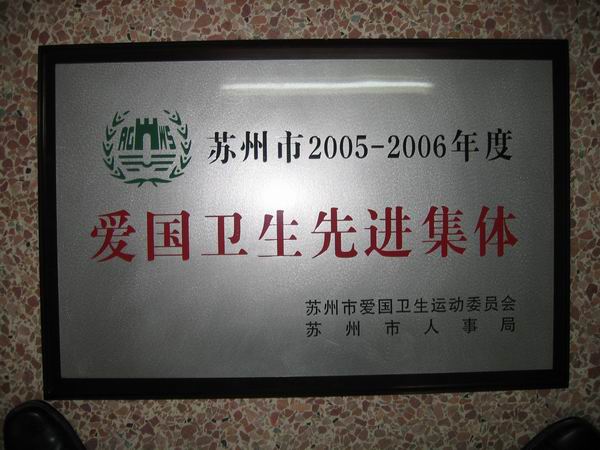 AGWS
苏州市2005-2006年度
爱国卫生先进集体
苏州市爱国卫生运动委员会
苏州市人事局